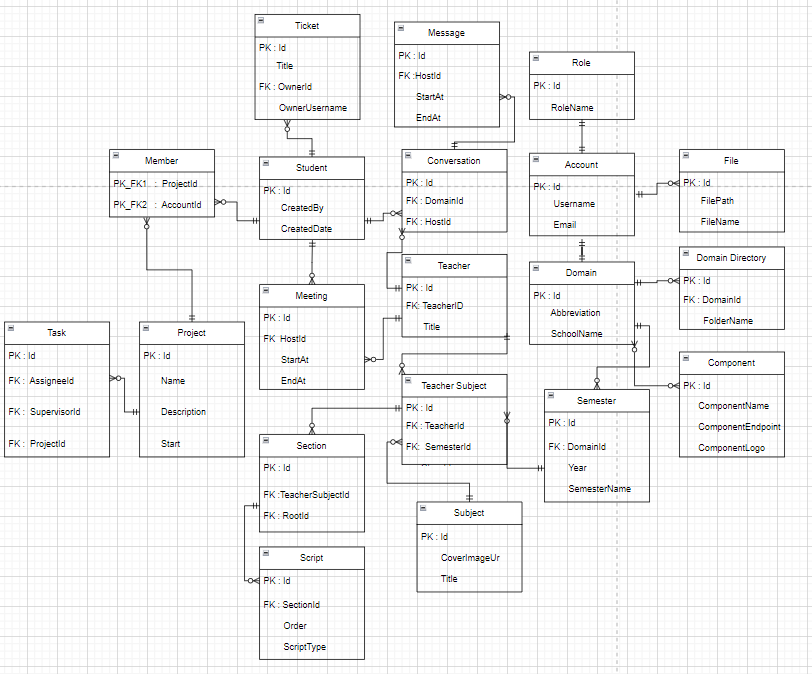 Ticket
PK : Id
Title
FK : OwnerId
OwnerUsername
Message
PK : Id
FK :HostId
StartAt
EndAt
Role
PK : Id
RoleName
Member
PK_FK1 : ProjectId
PK_FK2 : AccountId
Student
PK : Id
CreatedBy
CreatedDate
Conversation
PK : Id
FK : DomainId
FK : HostId
Account
PK : Id
Username
Email
File
PK : Id
FilePath
FileName
Meeting
PK : Id
FK HostId
StartAt
EndAt
Teacher
PK : Id
FK: TeacherID
Title
Domain
PK : Id
Abbreviation
SchoolName
Domain Directory
PK : Id
FK : DomainId
FolderName
Task
PK : Id
FK : AssigneeId
FK : SupervisorId
FK : ProjectId
Project
PK : Id
Name
Description
Start
Teacher Subject
PK : Id
FK : TeacherId
FK: SemesterId
Semester
PK : Id
FK : DomainId
Year
SemesterName
Component
PK : Id
ComponentName
ComponentEndpoint
ComponentLogo
Section
PK : Id
FK :TeacherSubjectId
FK : RootId
Subject
PK : Id
CoverImageUr
Title
Script
PK : Id
FK : SectionId
Order
ScriptType